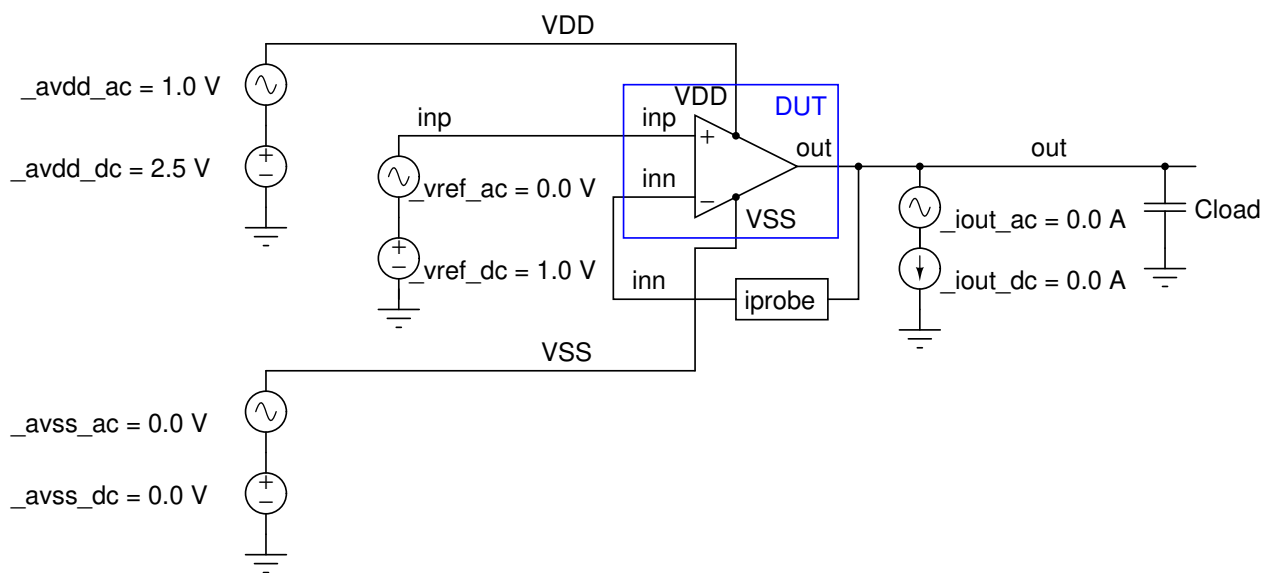 VDD
_avdd_ac = 1.0 V
VDD
DUT
inp
inp
+
out
out
_avdd_dc = 2.5 V
+
−
_vref_ac = 0.0 V
inn
−
VSS
Cload
_iout_ac = 0.0 A
+
−
_vref_dc = 1.0 V
inn
iprobe
_iout_dc = 0.0 A
VSS
_avss_ac = 0.0 V
+
−
_avss_dc = 0.0 V